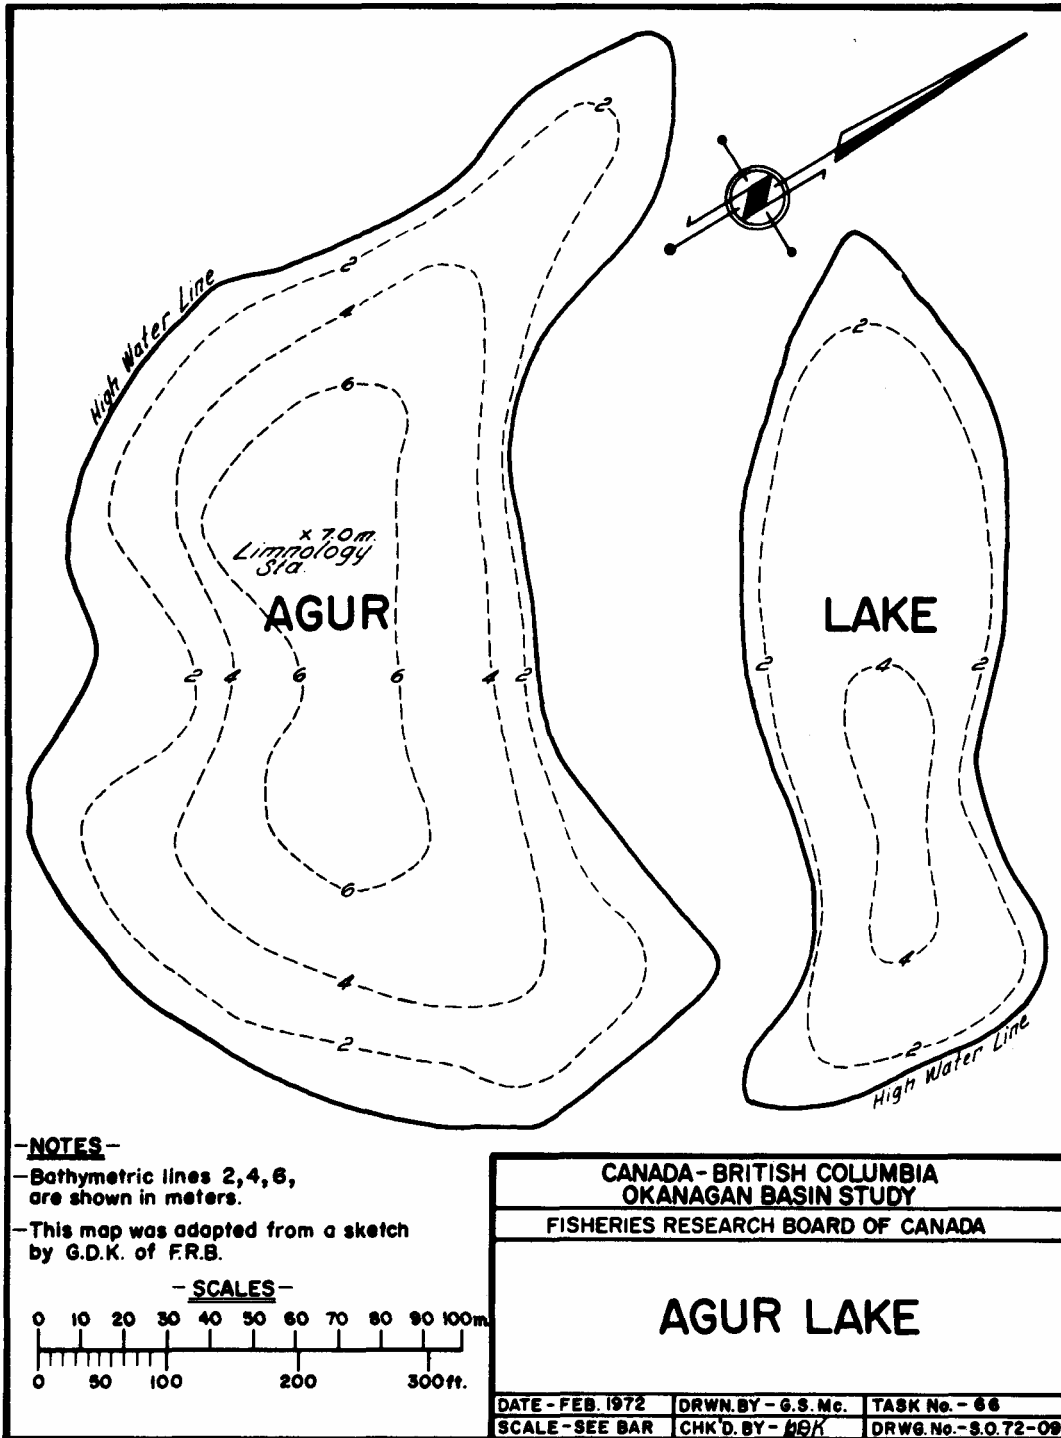 2
2
4
High Water Line
2
6
x 7.0m.
Limnology
Sta.
AGUR
LAKE
2 4 6 6 4 2
2 4 2
6
4
4
2
2
High Water Line
-NOTES-
-Bathymetric lines 2,4,6,
are shown in meters.
-This map was adapted from a sketch
by G.D.K. of F.R.B.
-SCALES-
0 10 20 30 40 50 60 70 80 90 100m
0 50 100 200 300ft.
CANADA-BRITISH COLUMBIA
OKANAGAN BASIN STUDY
FISHERIES RESEARCH BOARD OF CANADA
AGUR LAKE
DATE-FEB. 1972 DRWN.BY-G.S.Mc. TASK No.-66
SCALE-SEE BAR CHK'D.BY- DRWG.No.-S.O.72-09